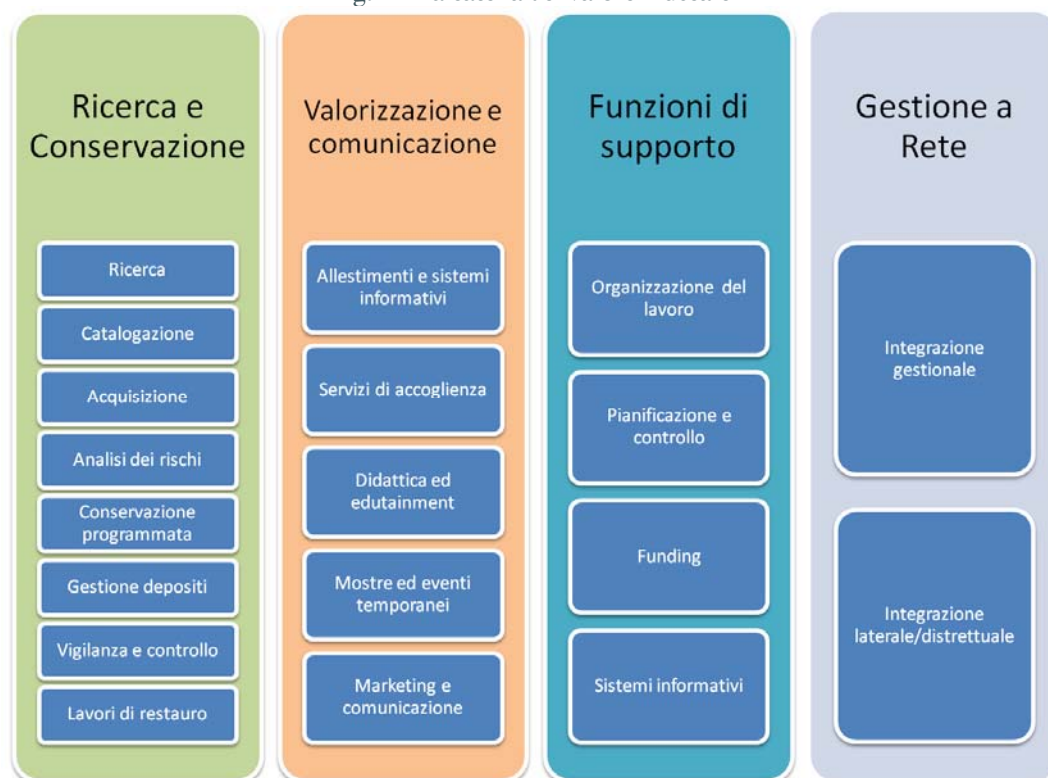 Ricerca e
Conservazione
Ricerca
Catalogazione
Acquisizione
Analisi dei rischi
Conservazione
programmata
Gestione depositi
Vigilanza e controllo
Lavori di restauro
Valorizzazione e
comunicazione
Allestimenti e sistemi
informativi
Servizi di accoglienza
Didattica ed
edutainment
Mostre ed eventi
temporanei
Marketing e
comunicazione
Funzioni di
supporto
Organizzazione del
lavoro
Pianificazione e
controllo
Funding
Sistemi informativi
Gestione a
Rete
Integrazione
gestionale
Integrazione
laterale/distrettuale